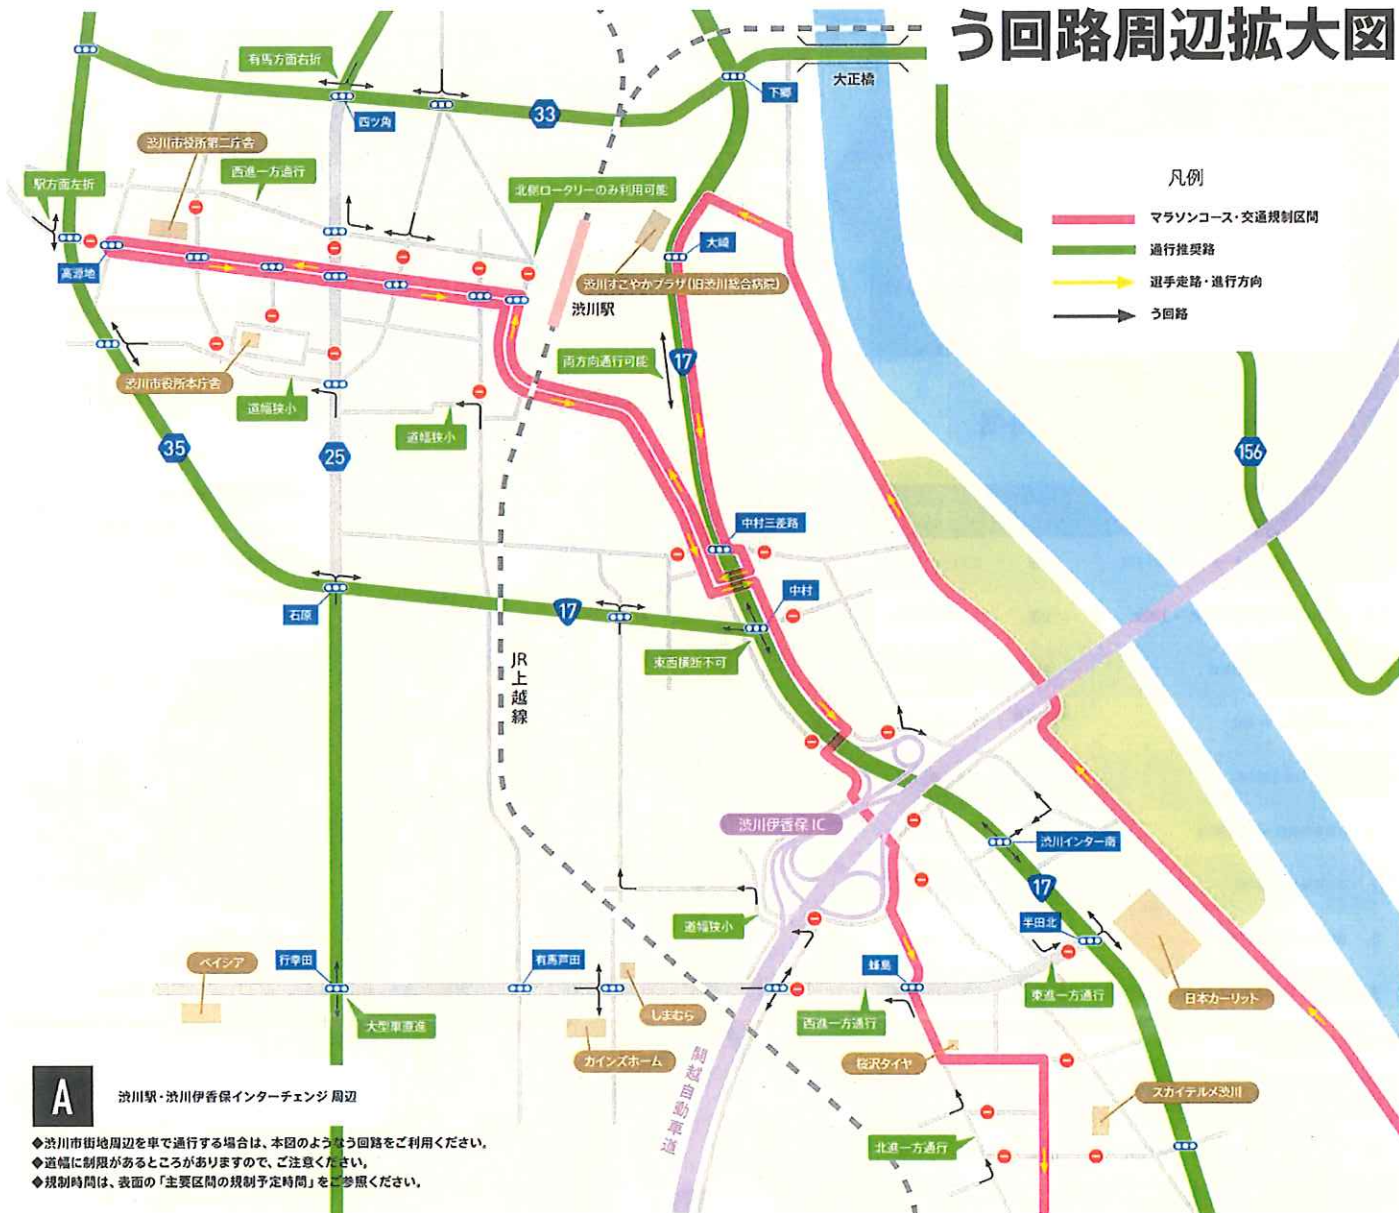 う回路周辺拡大図
有馬方面右折
四ツ角
33
下郷
大正橋
渋川市役所第二庁舎
西進一方通行
駅方面左折
北側ロータリーのみ利用可能
凡例
マラソンコース・交通規制区間
通行推奨路
選手走路・進行方向
う回路
高源地
大崎
渋川すこやかプラザ(旧渋川総合病院)
渋川駅
両方向通行可能
17
渋川市役所本庁舎
道幅狭小
道幅狭小
35
25
156
中村三差路
中村
石原
17
東西横断不可
JR上越線
渋川伊香保IC
渋川インター南
17
半田北
道幅狭小
ベイシア
行幸田
有馬芦田
しまむら
蜂島
東進一方通行
日本カーリット
大型車直進
カインズホーム
西進一方通行
桜沢タイヤ
関越自動車道
スカイテルメ渋川
北進一方通行
A
渋川駅・渋川伊香保インターチェンジ 周辺
◆渋川市街地周辺を車で通行する場合は、本図のようなう回路をご利用ください。
◆道幅に制限があるところがありますので、ご注意ください。
◆規制時間は、表面の「主要区間の規制予定時間」をご参照ください。